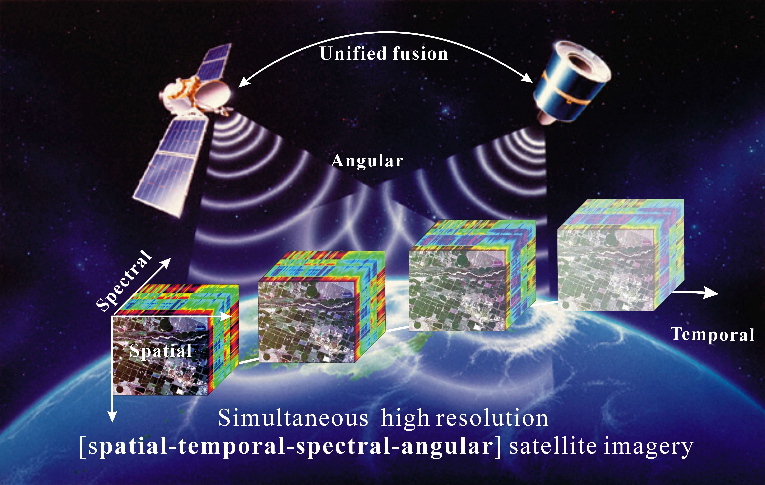 Unified fusion
Angular
Spectral
Spatial
Temporal
Simultaneous high resolution
[spatial-temporal-spectral-angular] satellite imagery